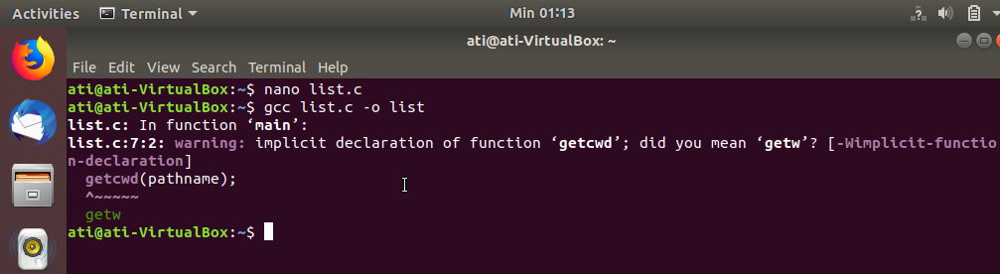 Activities Terminal Min 01:13
ati@ati-VirtualBox: ~
File Edit View Search Terminal Help
ati@ati-VirtualBox:~$ nano list.c
ati@ati-VirtualBox:~$ gcc list.c -o list
list.c: In function ‘main’:
list.c:7:2: warning: implicit declaration of function ‘getcwd’; did you mean ‘getw’? [-Wimplicit-functio
n-declaration]
getcwd(pathname);
^~~~~~
getw
ati@ati-VirtualBox:~$